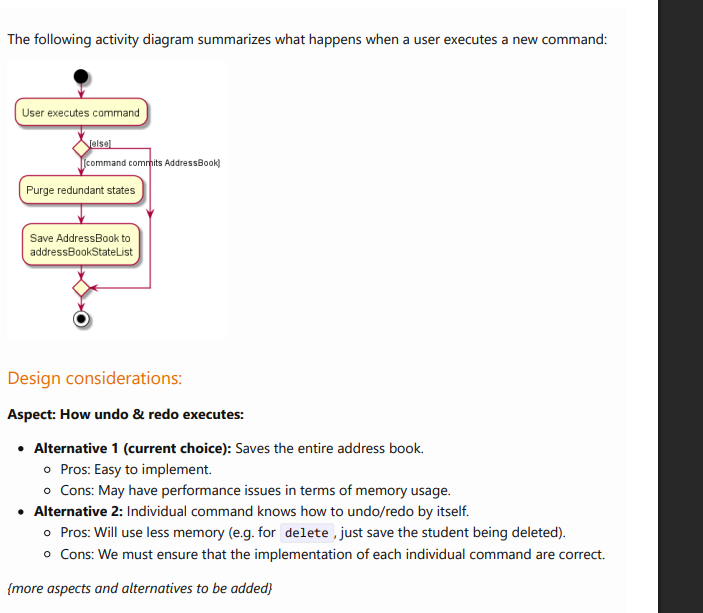 The following activity diagram summarizes what happens when a user executes a new command:
User executes command
[else]
[command commits AddressBook]
Purge redundant states
Save AddressBook to
addressBookStateList
Design considerations:
Aspect: How undo & redo executes:
• Alternative 1 (current choice): Saves the entire address book.
◦ Pros: Easy to implement.
◦ Cons: May have performance issues in terms of memory usage.
• Alternative 2: Individual command knows how to undo/redo by itself.
◦ Pros: Will use less memory (e.g. for delete , just save the student being deleted).
◦ Cons: We must ensure that the implementation of each individual command are correct.
{more aspects and alternatives to be added}